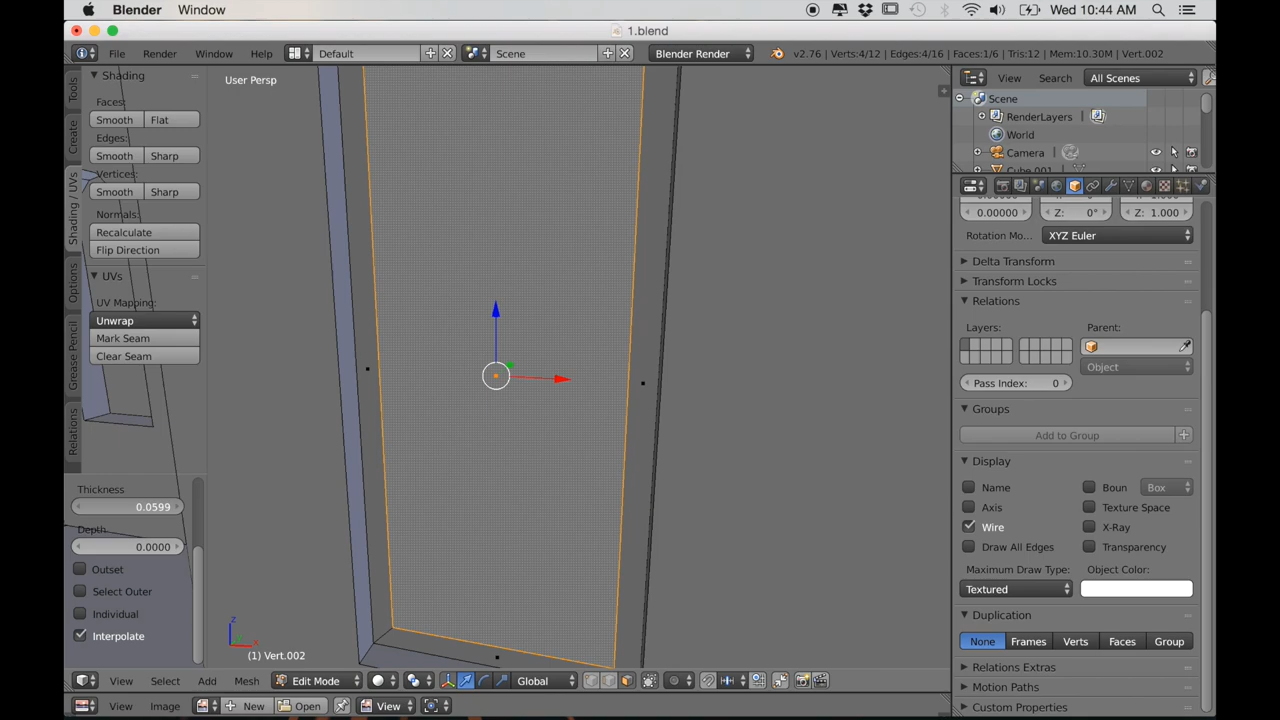 Blender Window Wed 10:44 AM
1.blend
File Render Window Help Default Scene Blender Render v2.76 | Verts:4/12 | Edges:4/16 | Faces:1/6 | Tris:12 | Mem:10.30M | Vert.002
Shading
Faces:
Smooth Flat
Edges:
Smooth Sharp
Vertices:
Smooth Sharp
Normals:
Recalculate
Flip Direction
UVs
UV Mapping:
Unwrap
Mark Seam
Clear Seam
Tools
Create
Shading / UVs
Options
Grease Pencil
Relations
Thickness
0.0599
Depth:
0.0000
Outset
Select Outer
Individual
Interpolate
User Persp
z
x
(1) Vert.002
View Select Add Mesh Edit Mode Global
View Image New Open View
View Search All Scenes
Scene
RenderLayers
World
Camera
Cube.001
0.00000 Z: 0° Z: 1.000
Rotation Mo... XYZ Euler
Delta Transform
Transform Locks
Relations
Layers: Parent:
Object
Pass Index: 0
Groups
Add to Group
Display
Name Boun Box
Axis Texture Space
Wire X-Ray
Draw All Edges Transparency
Maximum Draw Type: Object Color:
Textured
Duplication
None Frames Verts Faces Group
Relations Extras
Motion Paths
Custom Properties